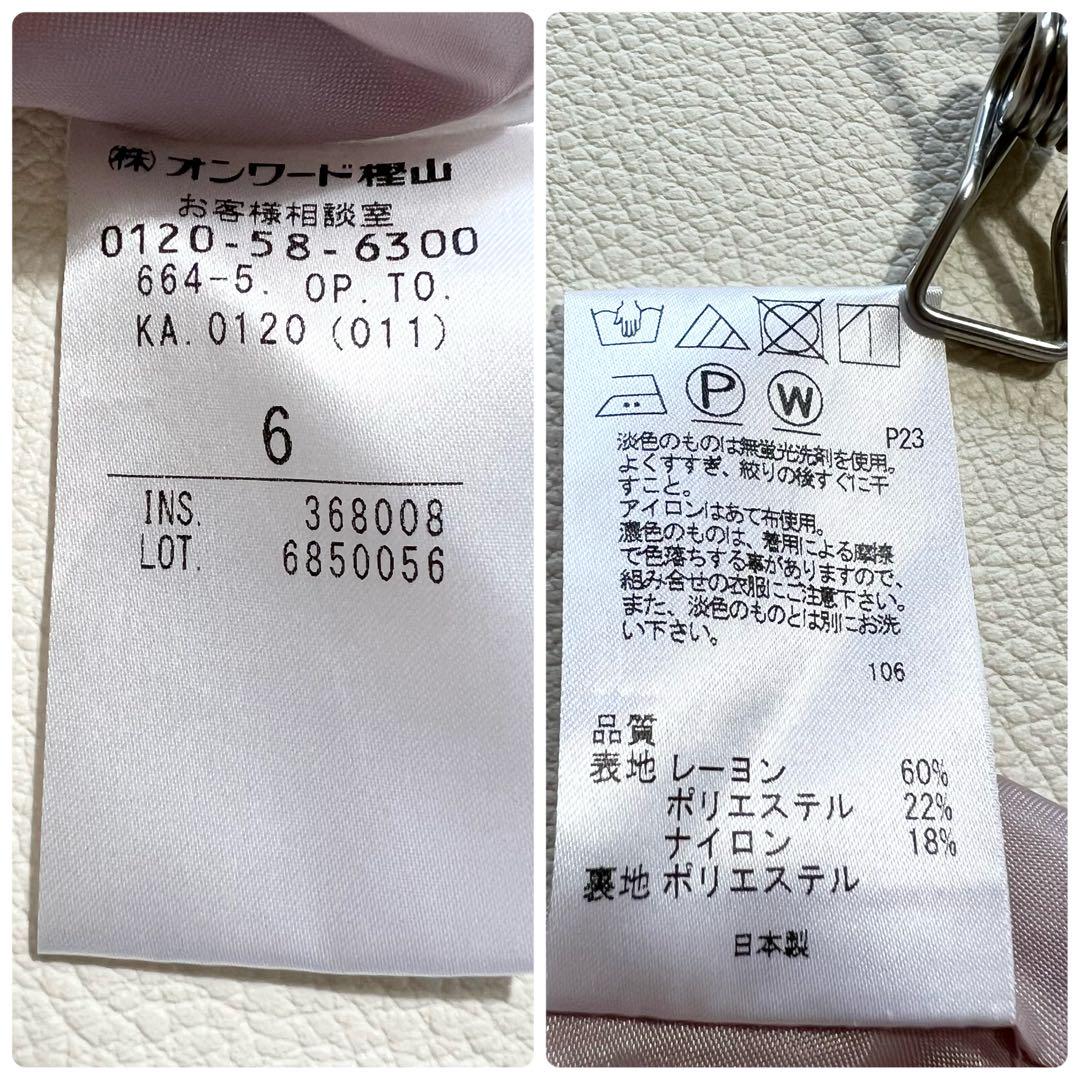 ㈱オンワード樫山
お客様相談室
0120-58-6300
664-5. OP. TO.
KA. 0120 (011)
6
INS. 368008
LOT. 6850056
P W
P23
淡色のものは無蛍光洗剤を使用。
よくすすぎ、絞りの後すぐに干
すこと。
アイロンはあて布使用。
濃色のものは、着用による摩擦
で色落ちする事がありますので、
組み合せの衣服にご注意下さい。
また、淡色のものとは別にお洗
い下さい。
106
品質
表地 レーヨン 60%
ポリエステル 22%
ナイロン 18%
裏地 ポリエステル
日本製